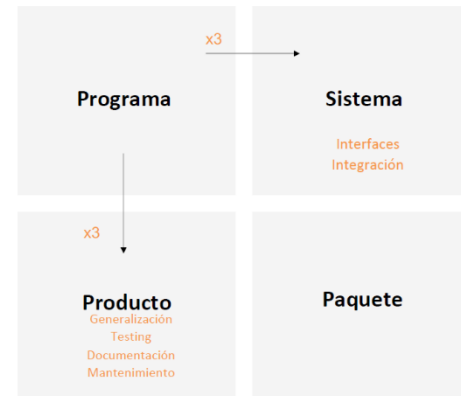 x3
Programa
Sistema
Interfaces
Integración
x3
Producto
Generalización
Testing
Documentación
Mantenimiento
Paquete